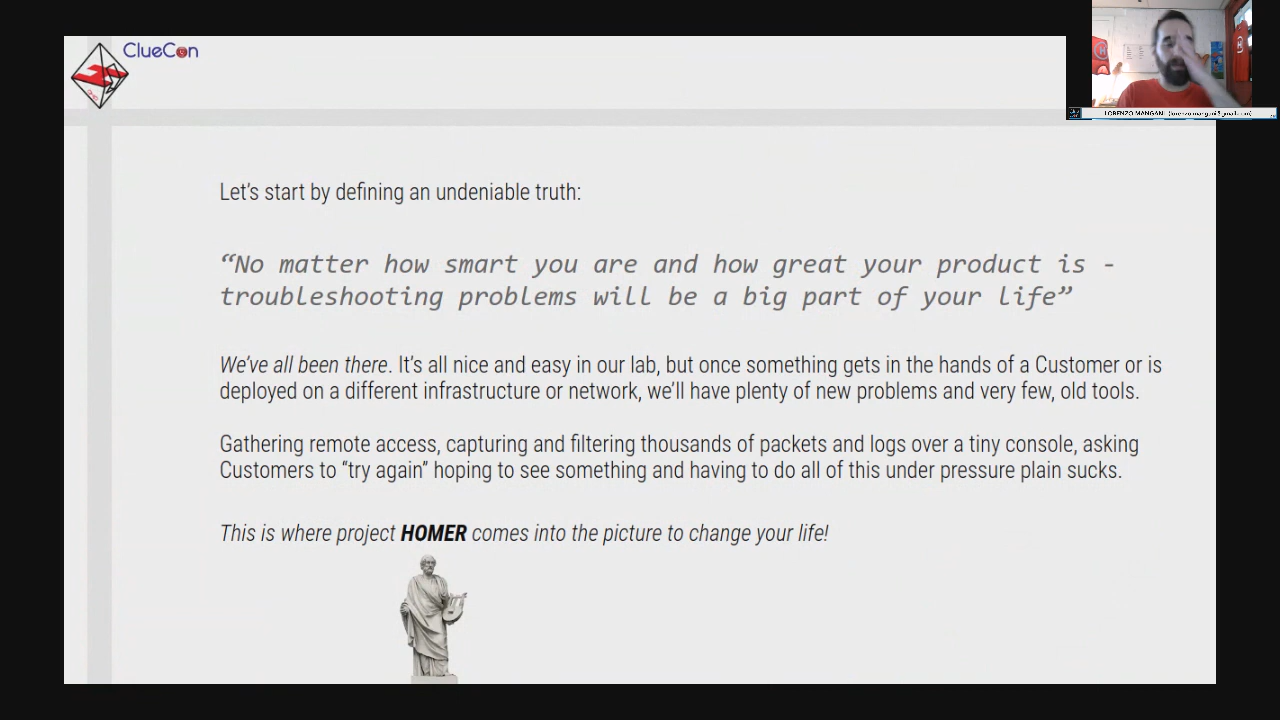 ClueCon
LORENZO MANGANI (lorenzo.mangani@gmail.com)
Let's start by defining an undeniable truth:
“No matter how smart you are and how great your product is -
troubleshooting problems will be a big part of your life”
We've all been there. It's all nice and easy in our lab, but once something gets in the hands of a Customer or is
deployed on a different infrastructure or network, we'll have plenty of new problems and very few, old tools.
Gathering remote access, capturing and filtering thousands of packets and logs over a tiny console, asking
Customers to “try again” hoping to see something and having to do all of this under pressure plain sucks.
This is where project HOMER comes into the picture to change your life!